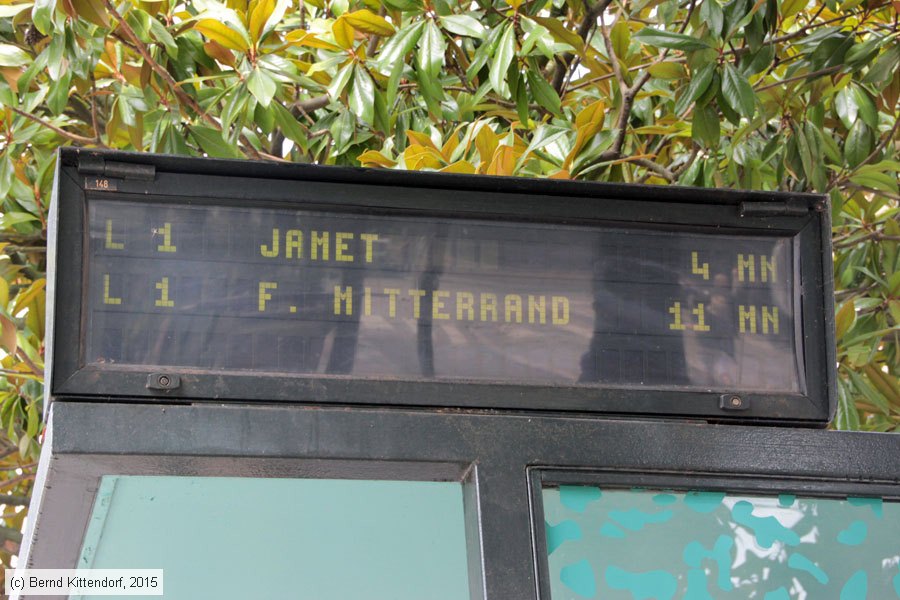 148
L 1 JAMET 4 MN
L 1 F. MITTERRAND 11 MN
(c) Bernd Kittendorf, 2015